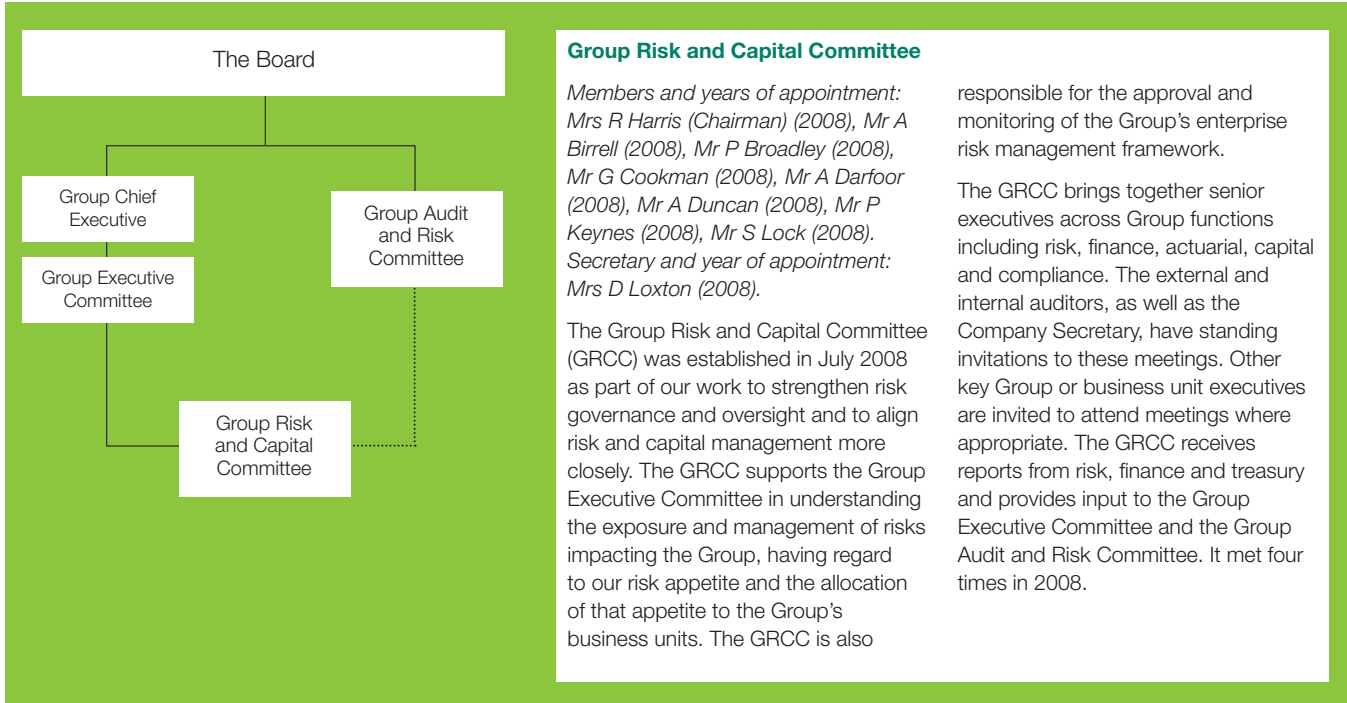 The Board
Group Chief
Executive
Group Executive
Committee
Group Audit
and Risk
Committee
Group Risk
and Capital
Committee
Group Risk and Capital Committee
Members and years of appointment:
Mrs R Harris (Chairman) (2008), Mr A
Birrell (2008), Mr P Broadley (2008),
Mr G Cookman (2008), Mr A Darfoor
(2008), Mr A Duncan (2008), Mr P
Keynes (2008), Mr S Lock (2008).
Secretary and year of appointment:
Mrs D Loxton (2008).
The Group Risk and Capital Committee
(GRCC) was established in July 2008
as part of our work to strengthen risk
governance and oversight and to align
risk and capital management more
closely. The GRCC supports the Group
Executive Committee in understanding
the exposure and management of risks
impacting the Group, having regard
to our risk appetite and the allocation
of that appetite to the Group’s
business units. The GRCC is also
responsible for the approval and
monitoring of the Group’s enterprise
risk management framework.
The GRCC brings together senior
executives across Group functions
including risk, finance, actuarial, capital
and compliance. The external and
internal auditors, as well as the
Company Secretary, have standing
invitations to these meetings. Other
key Group or business unit executives
are invited to attend meetings where
appropriate. The GRCC receives
reports from risk, finance and treasury
and provides input to the Group
Executive Committee and the Group
Audit and Risk Committee. It met four
times in 2008.